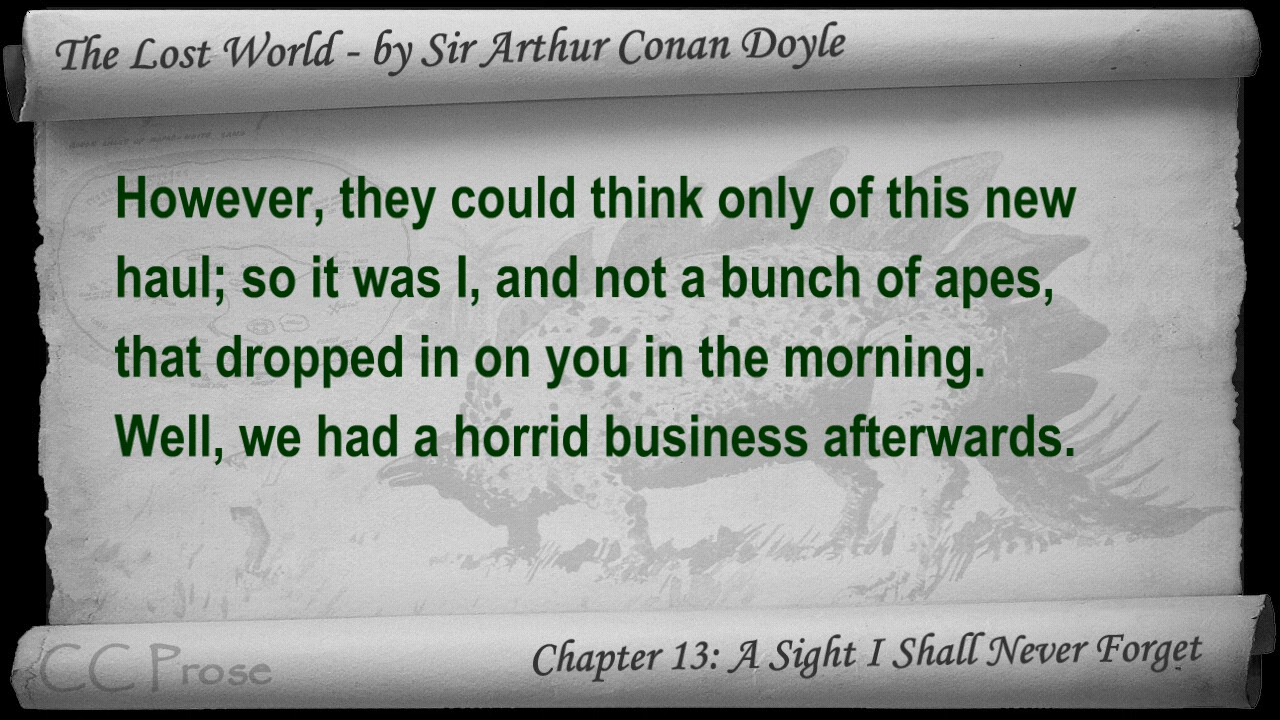 The Lost World - by Sir Arthur Conan Doyle
However, they could think only of this new
haul; so it was I, and not a bunch of apes,
that dropped in on you in the morning.
Well, we had a horrid business afterwards.
CC Prose
Chapter 13: A Sight I Shall Never Forget